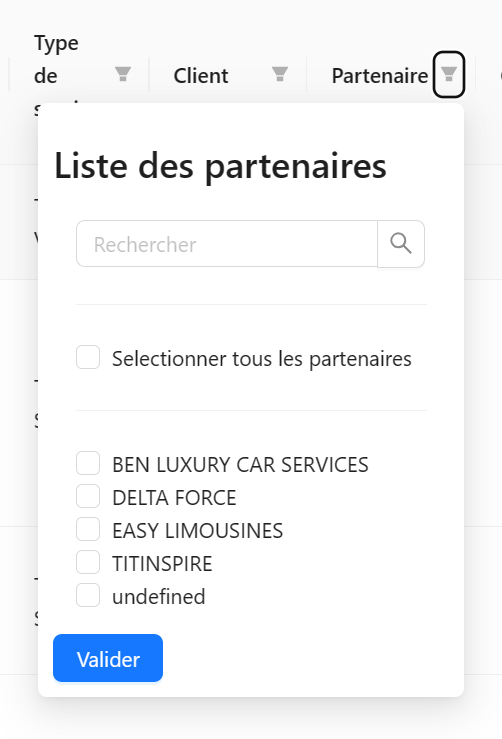 Type
de
Client
Partenaire
Liste des partenaires
Rechercher
Selectionner tous les partenaires
BEN LUXURY CAR SERVICES
DELTA FORCE
EASY LIMOUSINES
TITINSPIRE
undefined
Valider